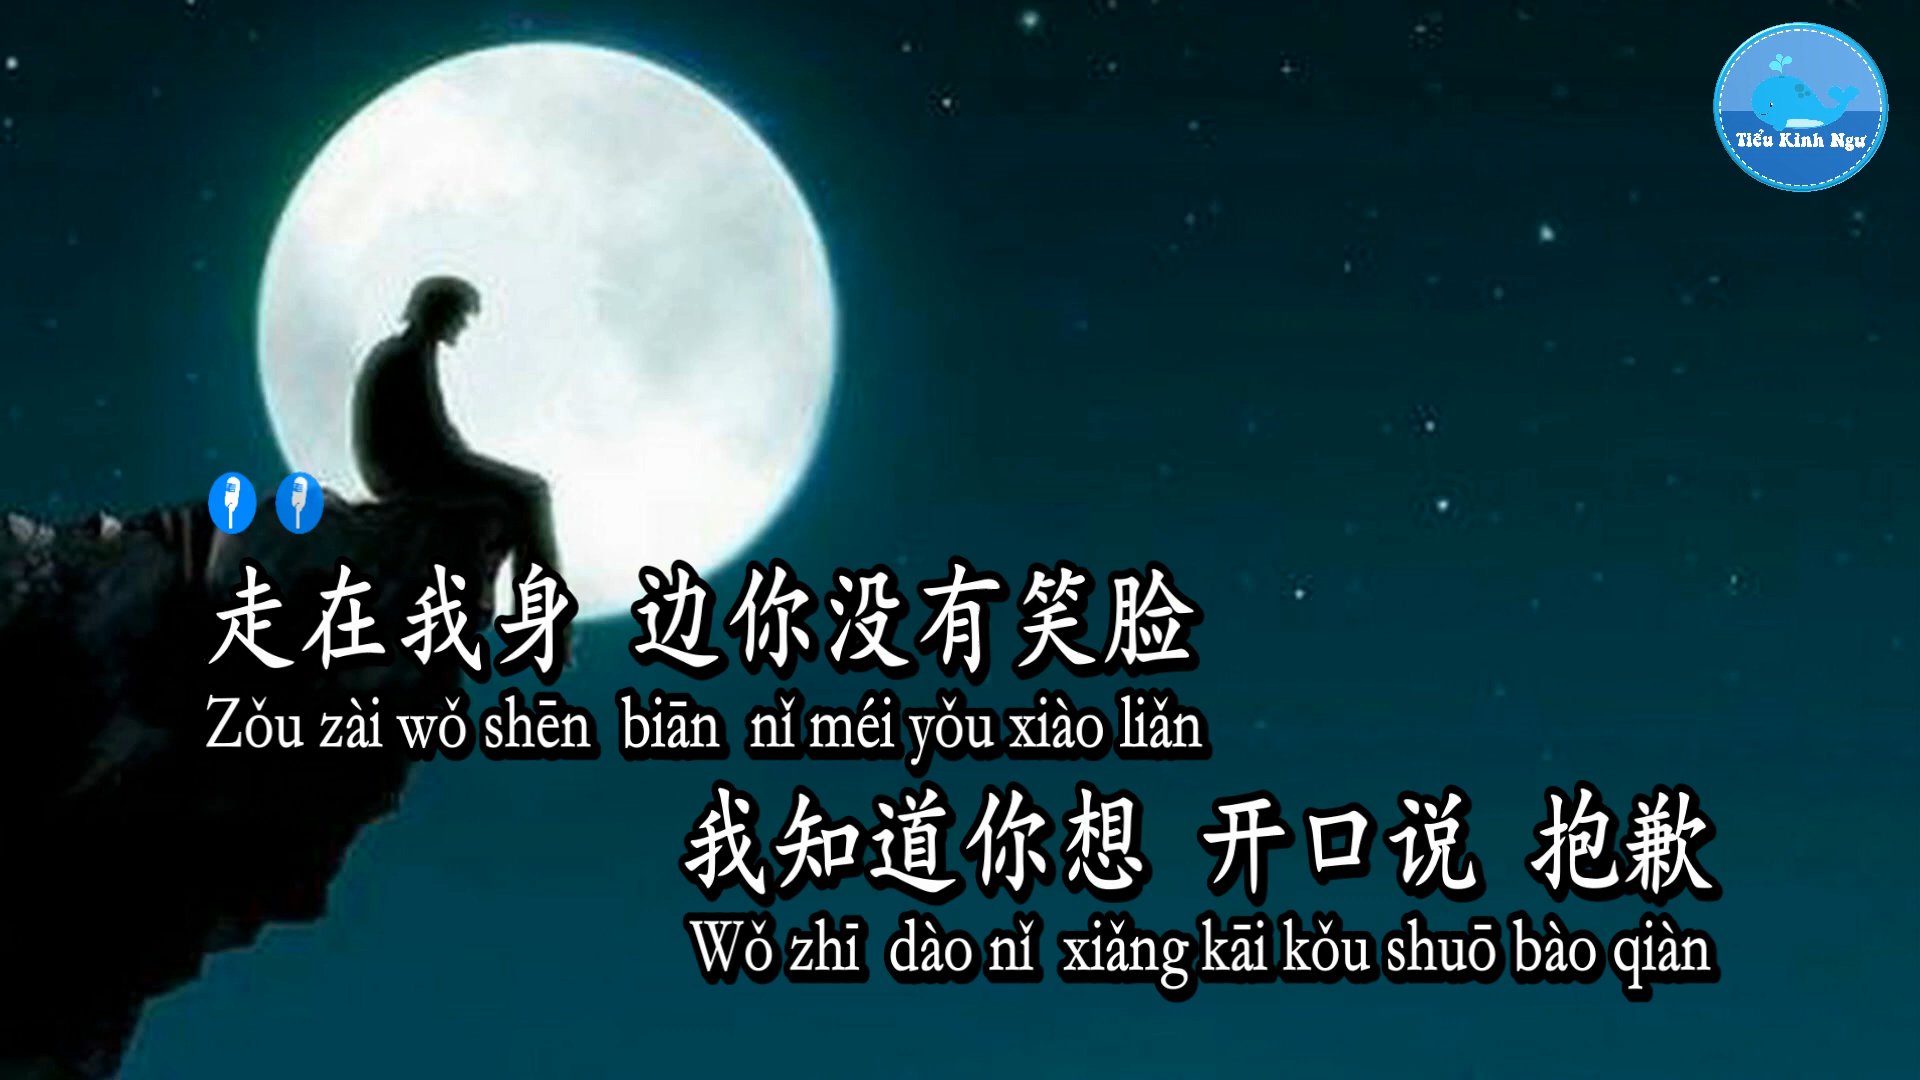 Tiểu Kình Ngư
走在我身 边你没有笑脸
Zǒu zài wǒ shēn biān nǐ méi yǒu xiào liǎn
我知道你想 开口说 抱歉
Wǒ zhī dào nǐ xiǎng kāi kǒu shuō bào qiàn